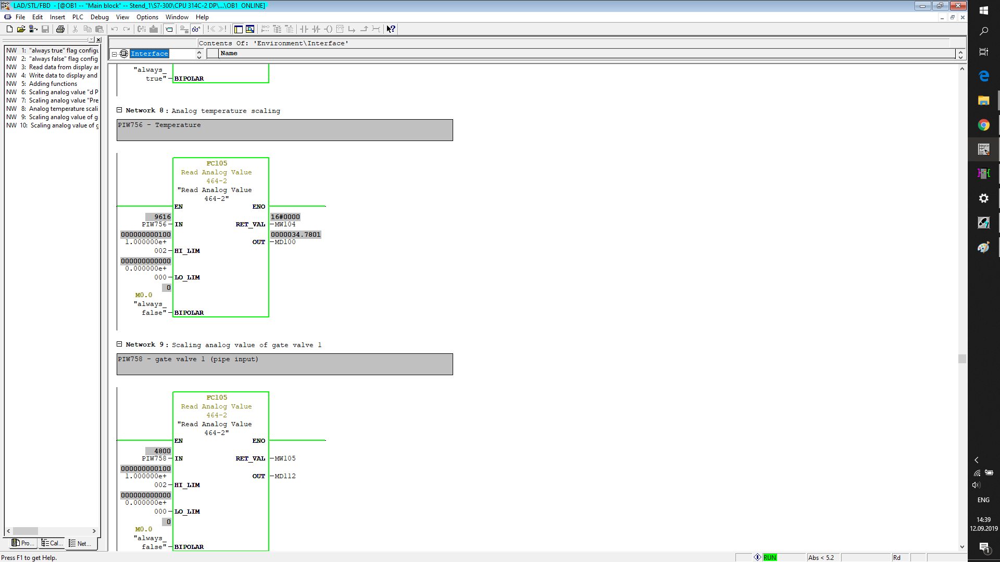 LAD/STL/FBD - [@OB1 -- "Main block" -- Stend_1\S7-300\CPU 314C-2 DP\...\OB1 ONLINE]
File Edit Insert PLC Debug View Options Window Help
Contents Of: 'Environment\Interface'
Interface
Name
NW 1: "always true" flag configu
NW 2: "always false" flag config
NW 3: Read data from display ar
NW 4: Write data to display and
NW 5: Adding functions
NW 6: Scaling analog value "d P
NW 7: Scaling analog value "Pre
NW 8: Analog temperature scali
NW 9: Scaling analog value of g
NW 10: Scaling analog value of g
Pro... Cal... Net...
"always_
true" BIPOLAR
Network 8 : Analog temperature scaling
PIW756 - Temperature
FC105
Read Analog Value
464-2
"Read Analog Value
464-2"
EN ENO
9616 16#0000
PIW756 IN RET_VAL MW104
000000000100 0000034.7801
1.000000e+ OUT MD100
002 HI_LIM
000000000000
0.000000e+
000 LO_LIM
0
M0.0
"always_
false" BIPOLAR
Network 9 : Scaling analog value of gate valve 1
PIW758 - gate valve 1 (pipe input)
FC105
Read Analog Value
464-2
"Read Analog Value
464-2"
EN ENO
4800
PIW758 IN RET_VAL MW105
000000000100
1.000000e+ OUT MD112
002 HI_LIM
000000000000
0.000000e+
000 LO_LIM
0
M0.0
"always_
false" BIPOLAR
Press F1 to get Help.
RUN
Abs < 5.2
Rd
ENG
14:39
12.09.2019
1